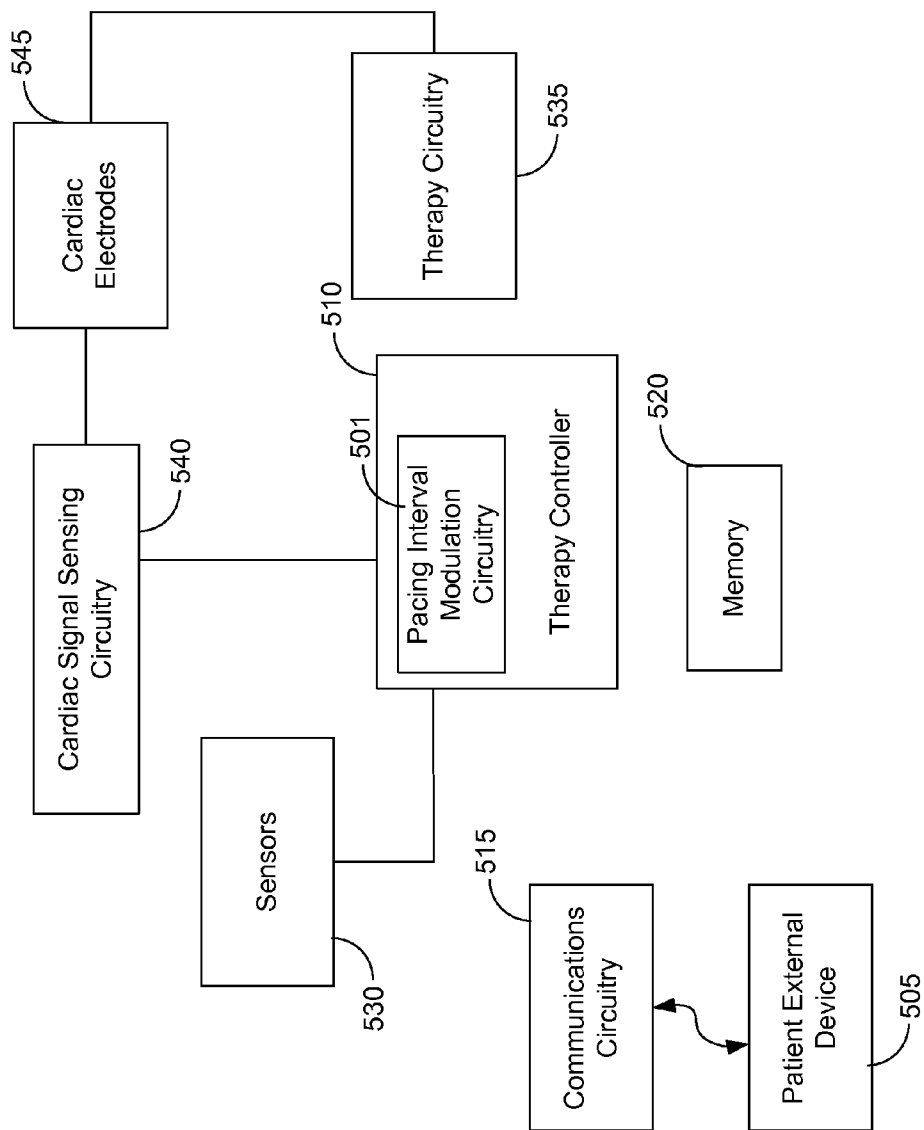 545
Cardiac
Electrodes
Therapy Circuitry
535
Cardiac Signal Sensing
Circuitry
540
510
501
Pacing Interval
Modulation
Circuitry
Therapy Controller
520
Memory
Sensors
530
515
Communications
Circuitry
Patient External
Device
505